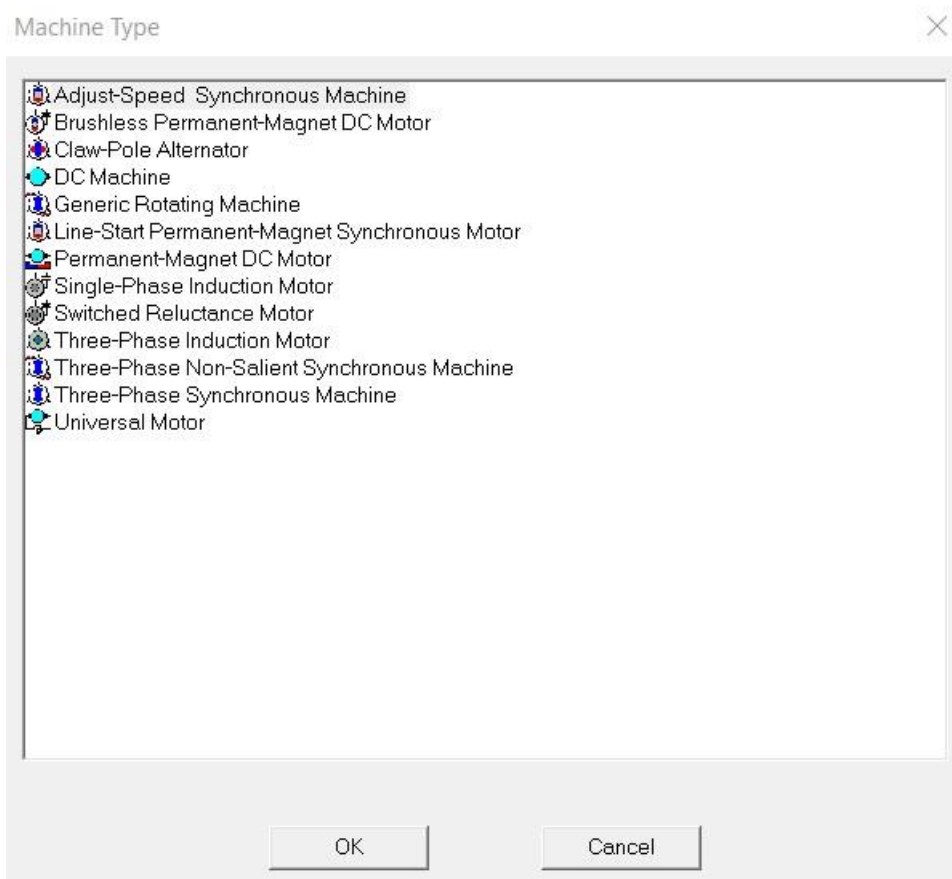 Machine Type
Adjust-Speed  Synchronous Machine
Brushless Permanent-Magnet DC Motor
Claw-Pole Alternator
DC Machine
Generic Rotating Machine
Line-Start Permanent-Magnet Synchronous Motor
Permanent-Magnet DC Motor
Single-Phase Induction Motor
Switched Reluctance Motor
Three-Phase Induction Motor
Three-Phase Non-Salient Synchronous Machine
Three-Phase Synchronous Machine
Universal Motor
OK Cancel